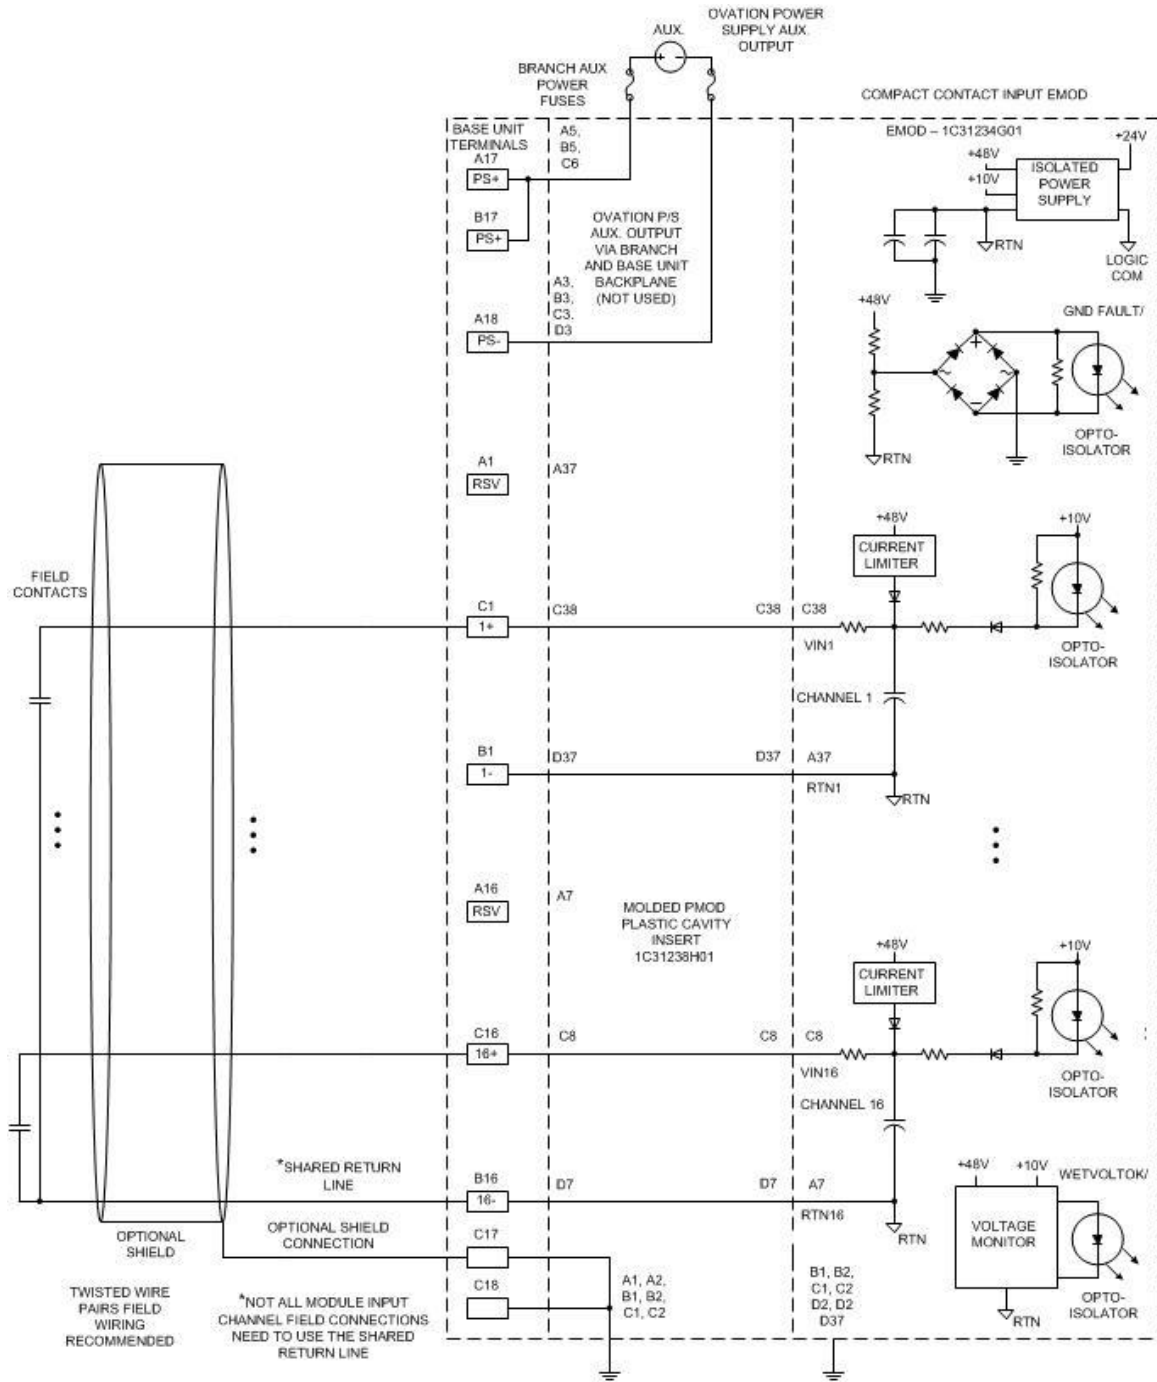 OVATION POWER
SUPPLY AUX.
OUTPUT
AUX.
BRANCH AUX
POWER
FUSES
COMPACT CONTACT INPUT EMOD
BASE UNIT
TERMINALS
A17
PS+
B17
PS+
A18
PS-
A5,
B5,
C6
OVATION P/S
AUX. OUTPUT
VIA BRANCH
AND BASE UNIT
BACKPLANE
(NOT USED)
A3,
B3,
C3.
D3
EMOD – 1C31234G01
+24V
+48V
+10V
ISOLATED
POWER
SUPPLY
RTN
LOGIC
COM
+48V
GND FAULT/
+
~
~
–
OPTO-
ISOLATOR
RTN
A1
RSV
A37
+48V
CURRENT
LIMITER
+10V
OPTO-
ISOLATOR
FIELD
CONTACTS
C1
1+
C38
C38
C38
VIN1
CHANNEL 1
B1
1-
D37
D37
A37
RTN1
RTN
A16
RSV
A7
MOLDED PMOD
PLASTIC CAVITY
INSERT
1C31238H01
+48V
CURRENT
LIMITER
+10V
OPTO-
ISOLATOR
C16
16+
C8
C8
C8
VIN16
CHANNEL 16
*SHARED RETURN
LINE
B16
16-
D7
D7
A7
RTN16
RTN
OPTIONAL
SHIELD
OPTIONAL SHIELD
CONNECTION
C17
C18
+48V
+10V
WETVOLTOK/
VOLTAGE
MONITOR
OPTO-
ISOLATOR
RTN
TWISTED WIRE
PAIRS FIELD
WIRING
RECOMMENDED
*NOT ALL MODULE INPUT
CHANNEL FIELD CONNECTIONS
NEED TO USE THE SHARED
RETURN LINE
A1, A2,
B1, B2,
C1, C2
B1, B2,
C1, C2
D2, D2
D37